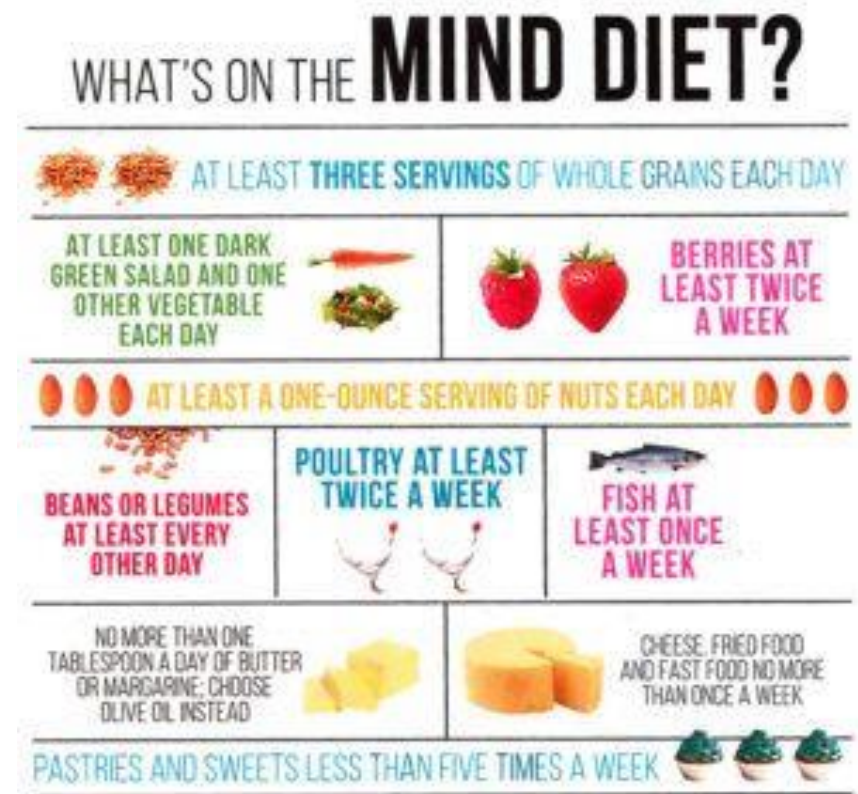 WHAT'S ON THE MIND DIET?
AT LEAST THREE SERVINGS OF WHOLE GRAINS EACH DAY
AT LEAST ONE DARK
GREEN SALAD AND ONE
OTHER VEGETABLE
EACH DAY
BERRIES AT
LEAST TWICE
A WEEK
AT LEAST A ONE-OUNCE SERVING OF NUTS EACH DAY
BEANS OR LEGUMES
AT LEAST EVERY
OTHER DAY
POULTRY AT LEAST
TWICE A WEEK
FISH AT
LEAST ONCE
A WEEK
NO MORE THAN ONE
TABLESPOON A DAY OF BUTTER
OR MARGARINE; CHOOSE
OLIVE OIL INSTEAD
CHEESE, FRIED FOOD
AND FAST FOOD NO MORE
THAN ONCE A WEEK
PASTRIES AND SWEETS LESS THAN FIVE TIMES A WEEK